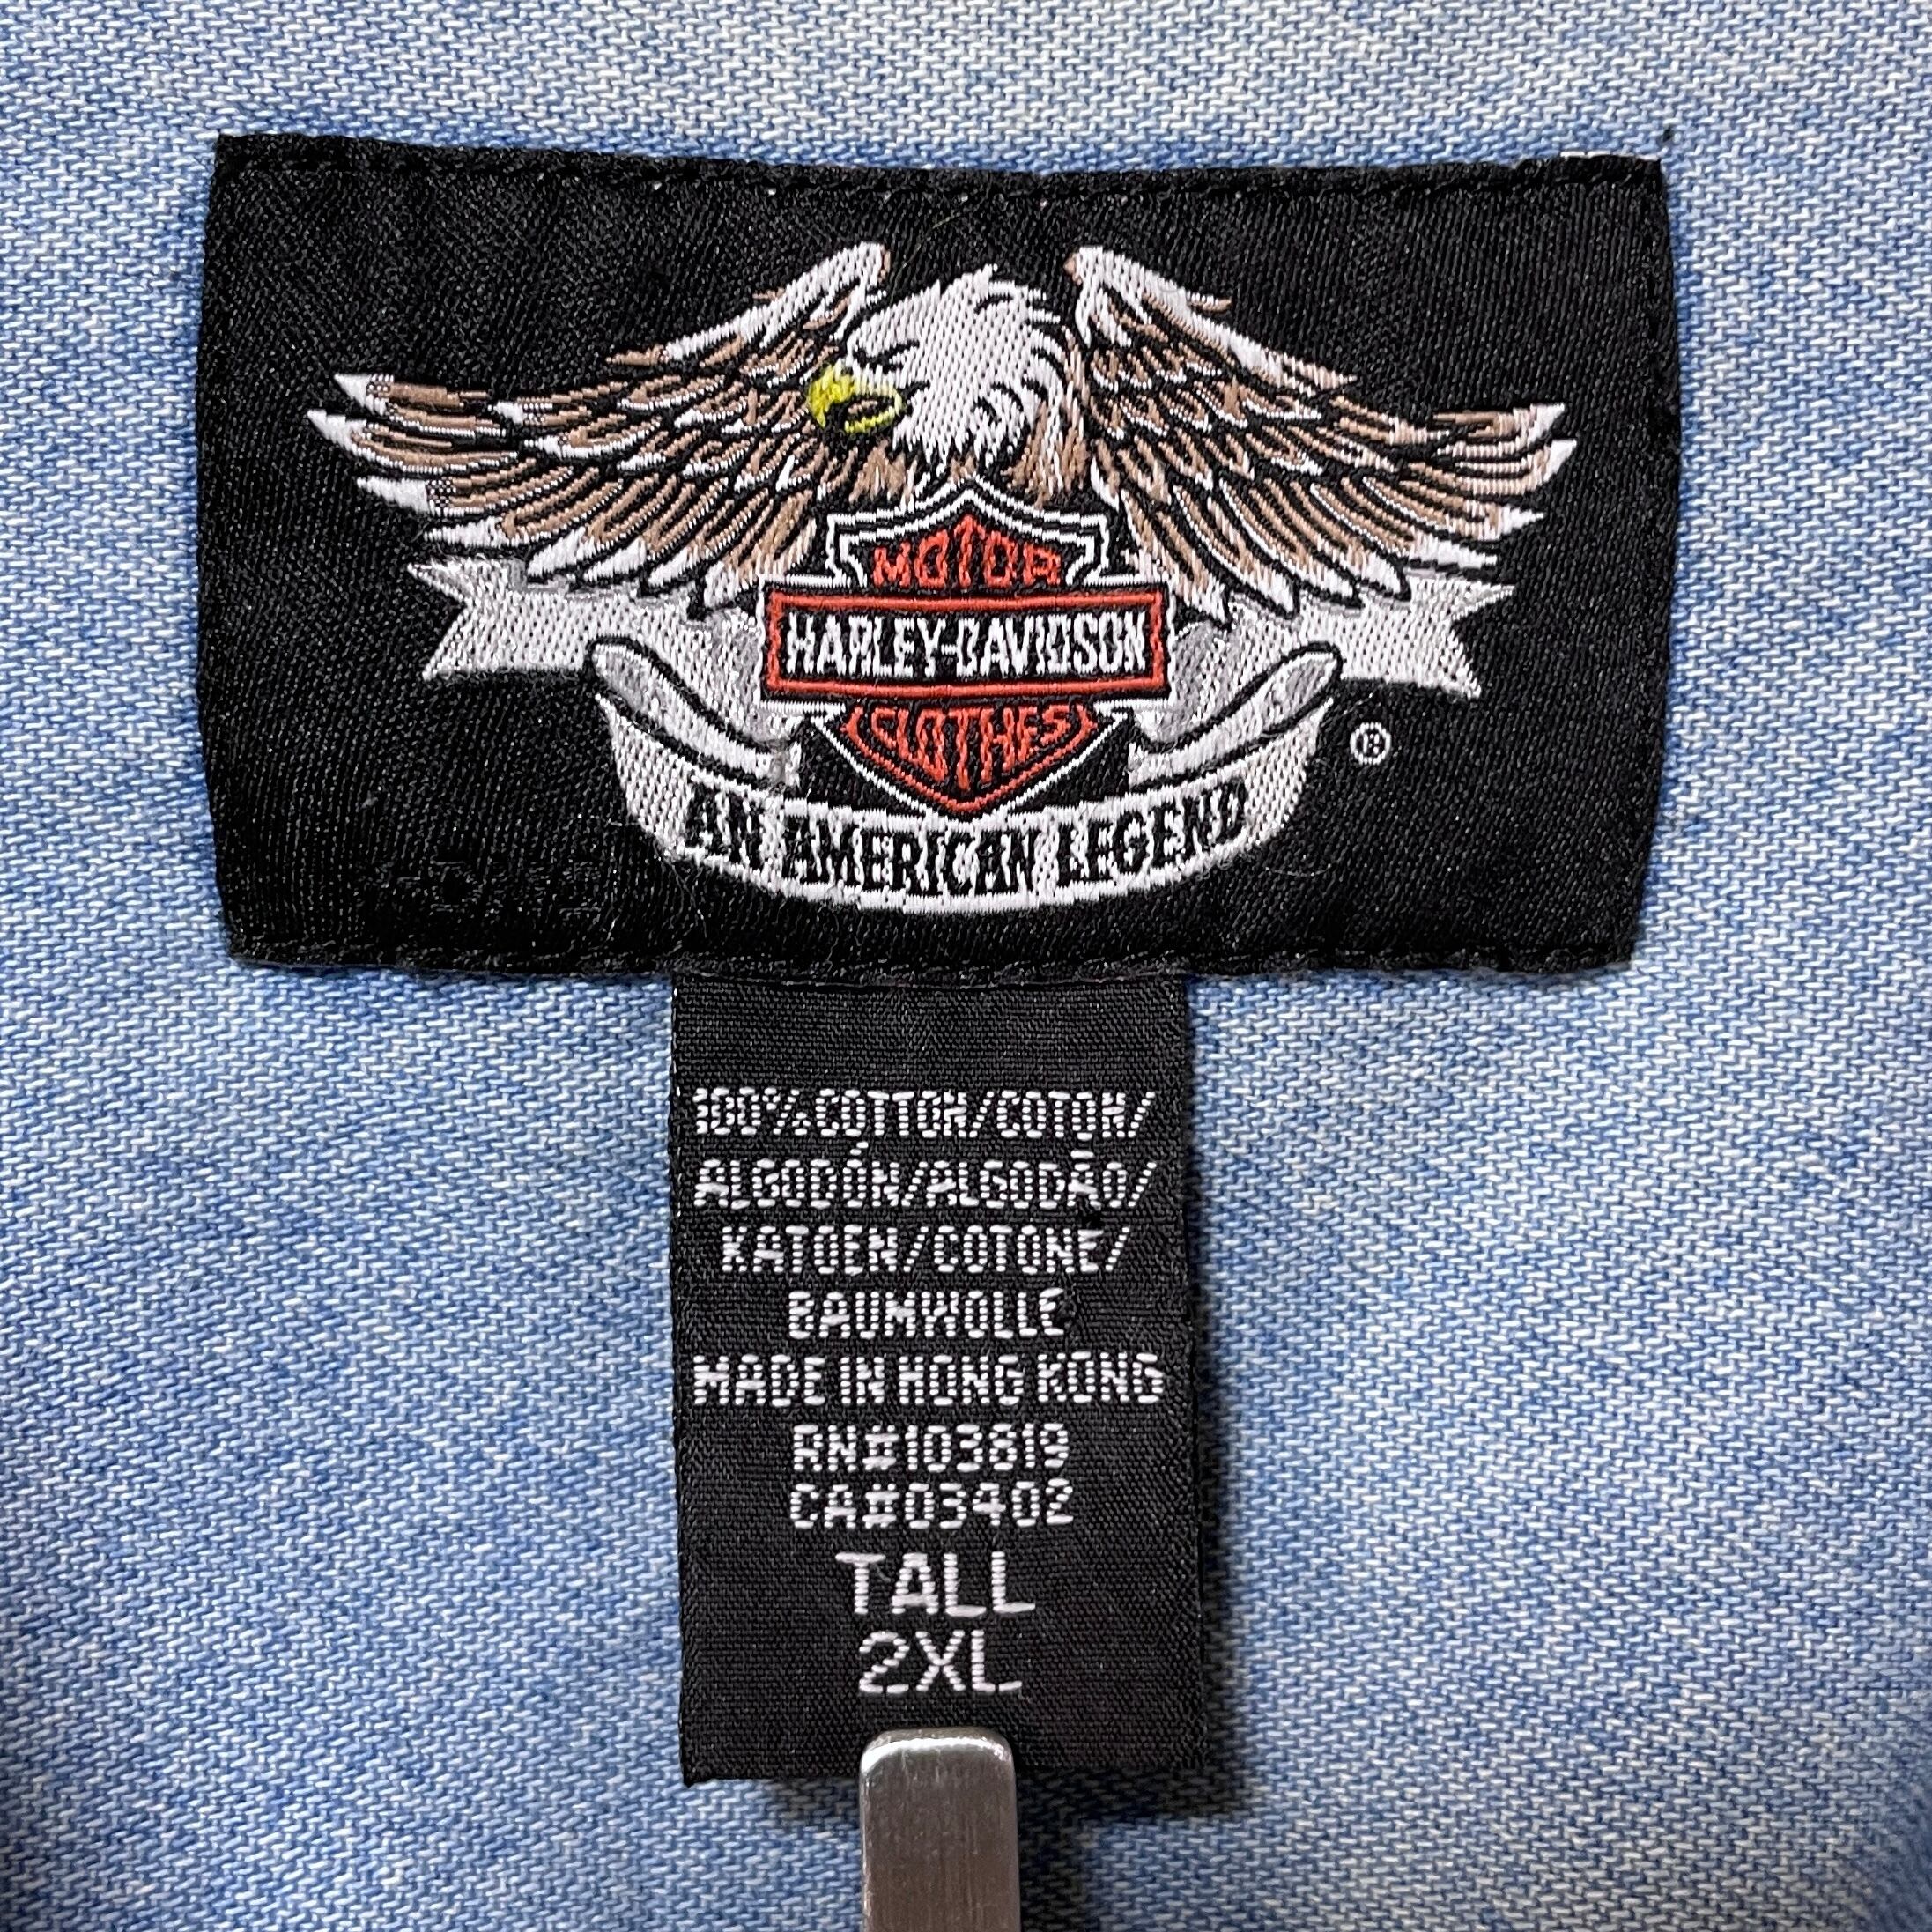 MOTOR
HARLEY-DAVIDSON
CLOTHES
®
AN AMERICAN LEGEND
100% COTTON/COTON/
ALGODÓN/ALGODÃO/
KATOEN/COTONE/
BAUMWOLLE
MADE IN HONG KONG
RN#103819
CA#03402
TALL
2XL